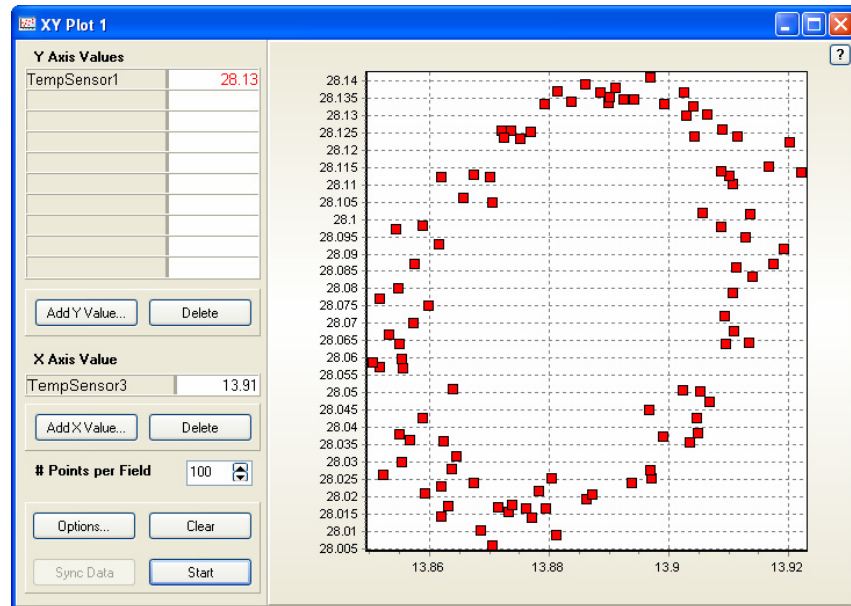 XY Plot 1
?
Y Axis Values
TempSensor1 28.13
Add Y Value... Delete
X Axis Value
TempSensor3 13.91
Add X Value... Delete
# Points per Field 100
Options... Clear
Sync Data Start
28.14
28.135
28.13
28.125
28.12
28.115
28.11
28.105
28.1
28.095
28.09
28.085
28.08
28.075
28.07
28.065
28.06
28.055
28.05
28.045
28.04
28.035
28.03
28.025
28.02
28.015
28.01
28.005
13.86 13.88 13.9 13.92